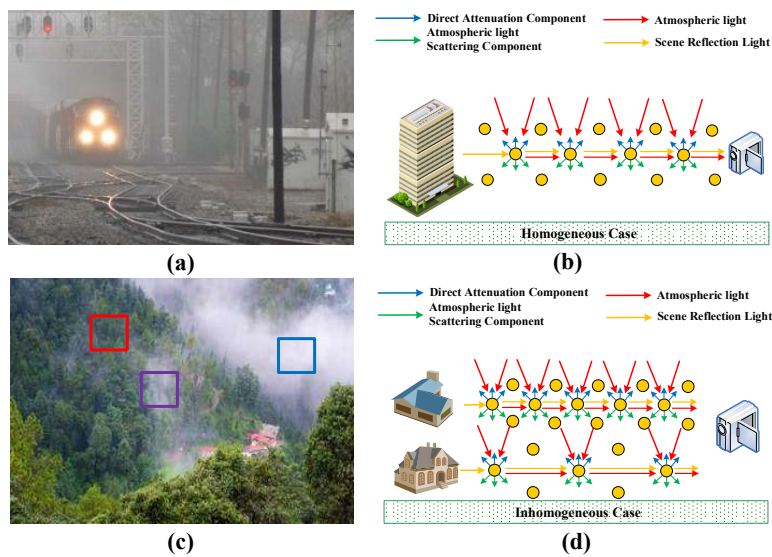 Direct Attenuation Component
Atmospheric light
Scattering Component
Atmospheric light
Scene Reflection Light
Homogeneous Case
(a)
(b)
Direct Attenuation Component
Atmospheric light
Scattering Component
Atmospheric light
Scene Reflection Light
Inhomogeneous Case
(c)
(d)